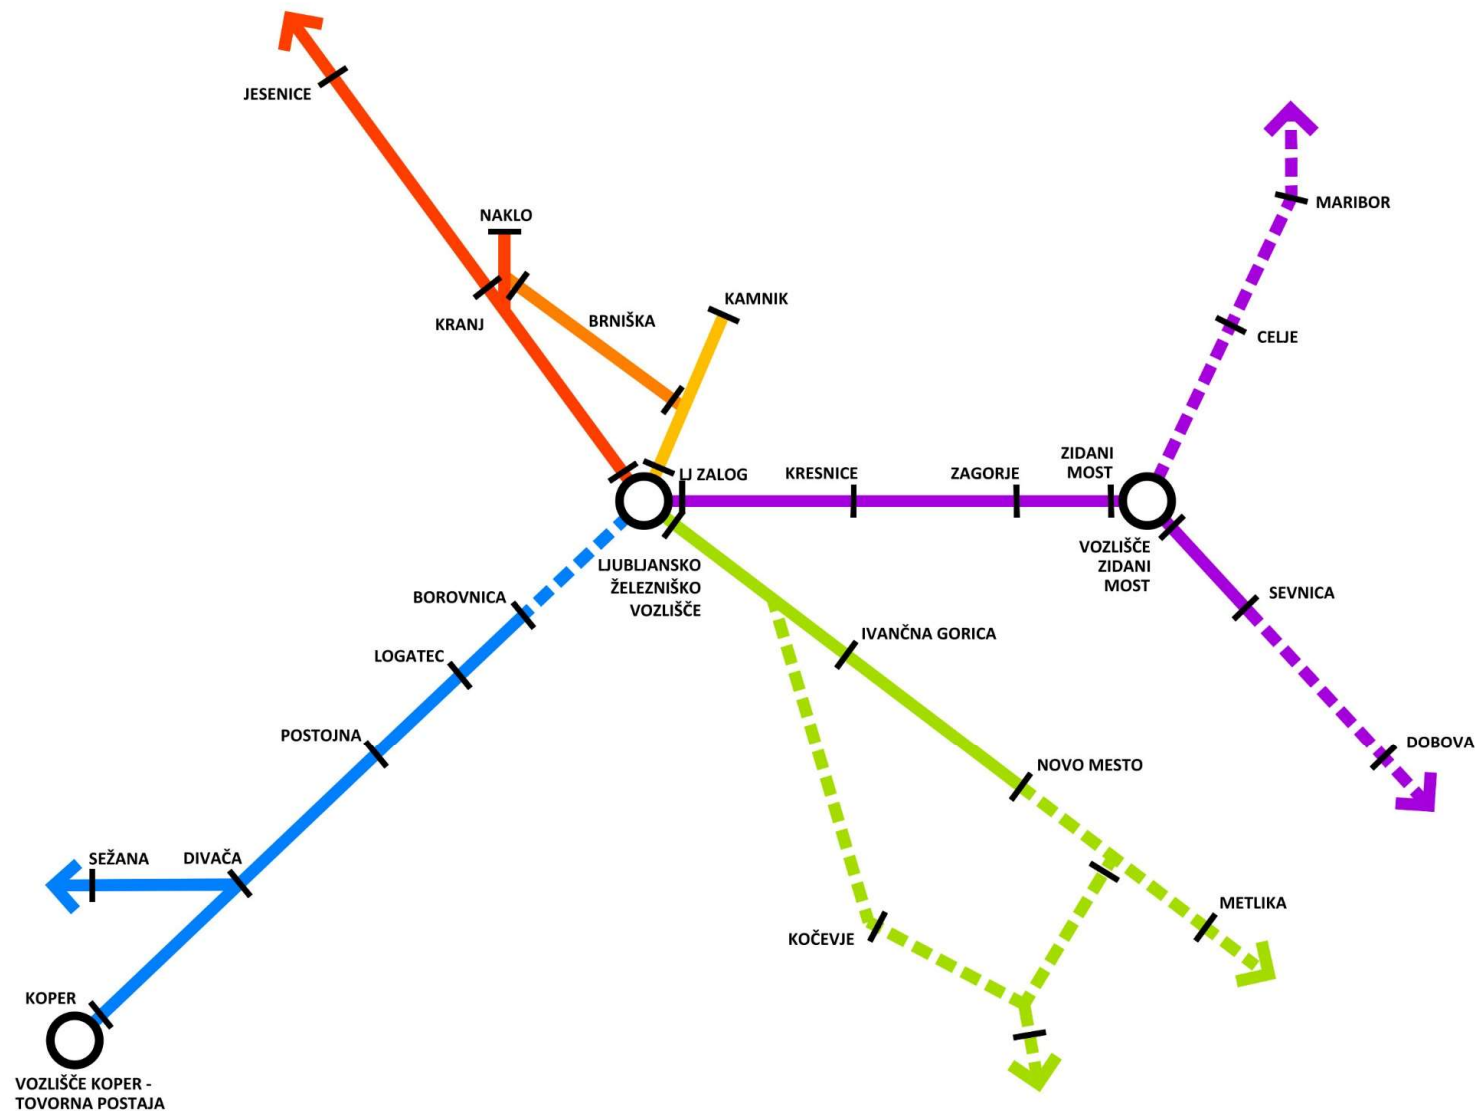 JESENICE
MARIBOR
NAKLO
KAMNIK
BRNIŠKA
KRANJ
CELJE
ZIDANI
MOST
LJ ZALOG
KRESNICE
ZAGORJE
VOZLIŠČE
ZIDANI
MOST
LJUBLJANSKO
ŽELEZNIŠKO
VOZLIŠČE
BOROVNICA
SEVNICA
IVANČNA GORICA
LOGATEC
POSTOJNA
DOBOVA
NOVO MESTO
SEŽANA
DIVAČA
METLIKA
KOČEVJE
KOPER
VOZLIŠČE KOPER -
TOVORNA POSTAJA